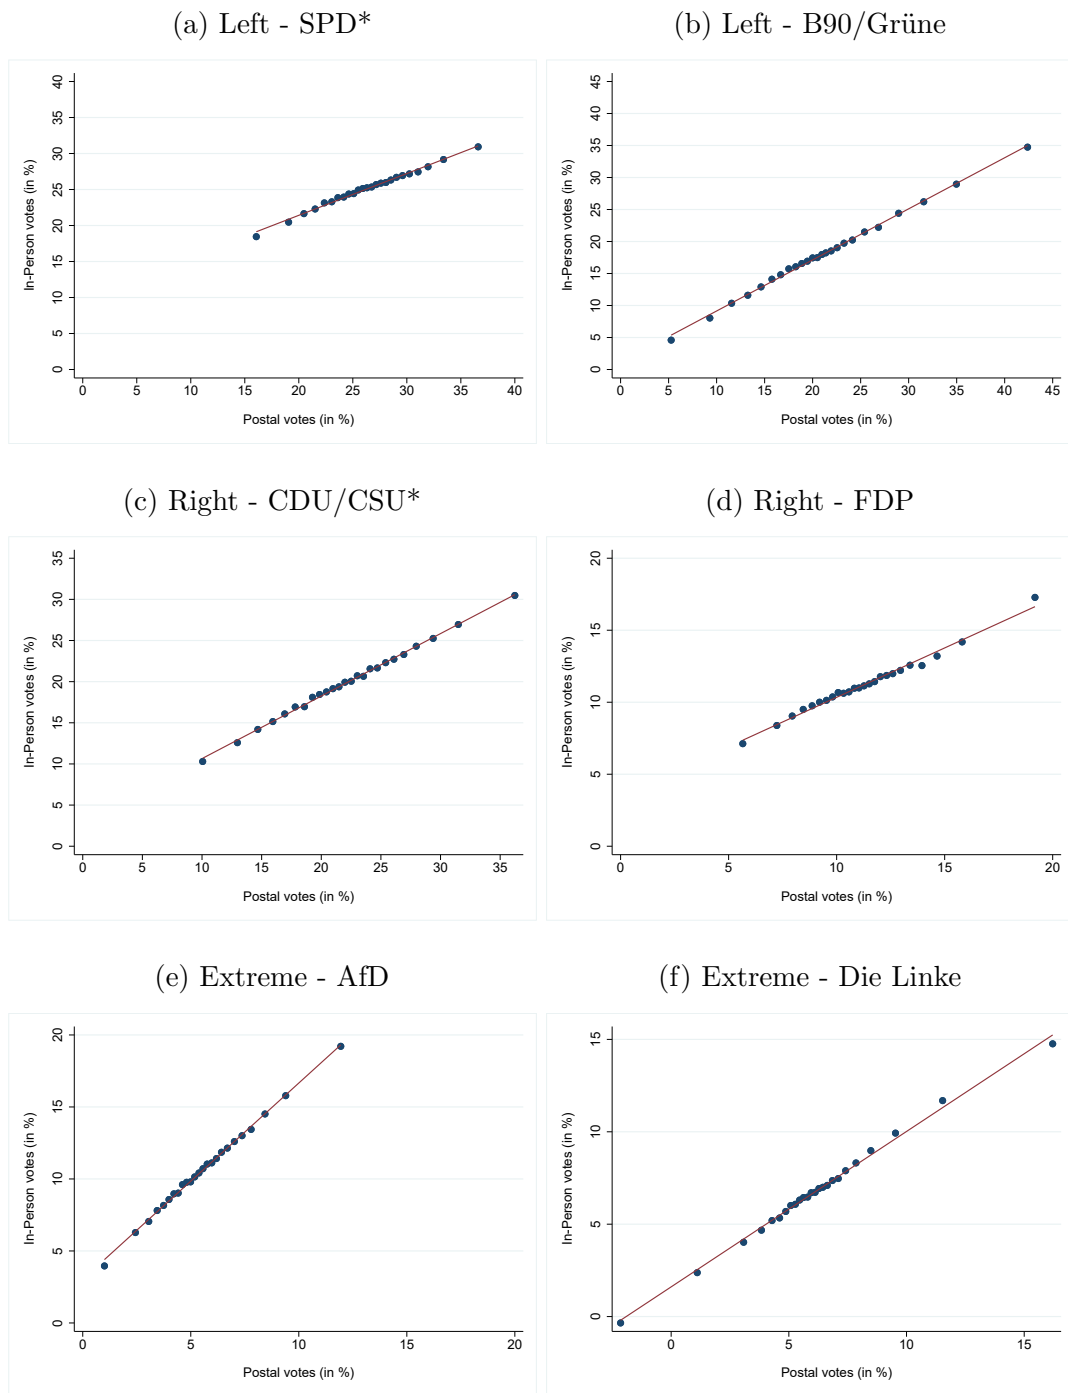 (a) Left - SPD*
In-Person votes (in %)
40
35
30
25
20
15
10
5
0
0 5 10 15 20 25 30 35 40
Postal votes (in %)
(b) Left - B90/Grüne
In-Person votes (in %)
45
40
35
30
25
20
15
10
5
0
0 5 10 15 20 25 30 35 40 45
Postal votes (in %)
(c) Right - CDU/CSU*
In-Person votes (in %)
35
30
25
20
15
10
5
0
0 5 10 15 20 25 30 35
Postal votes (in %)
(d) Right - FDP
In-Person votes (in %)
20
15
10
5
0
0 5 10 15 20
Postal votes (in %)
(e) Extreme - AfD
In-Person votes (in %)
20
15
10
5
0
0 5 10 15 20
Postal votes (in %)
(f) Extreme - Die Linke
In-Person votes (in %)
15
10
5
0
0 5 10 15
Postal votes (in %)